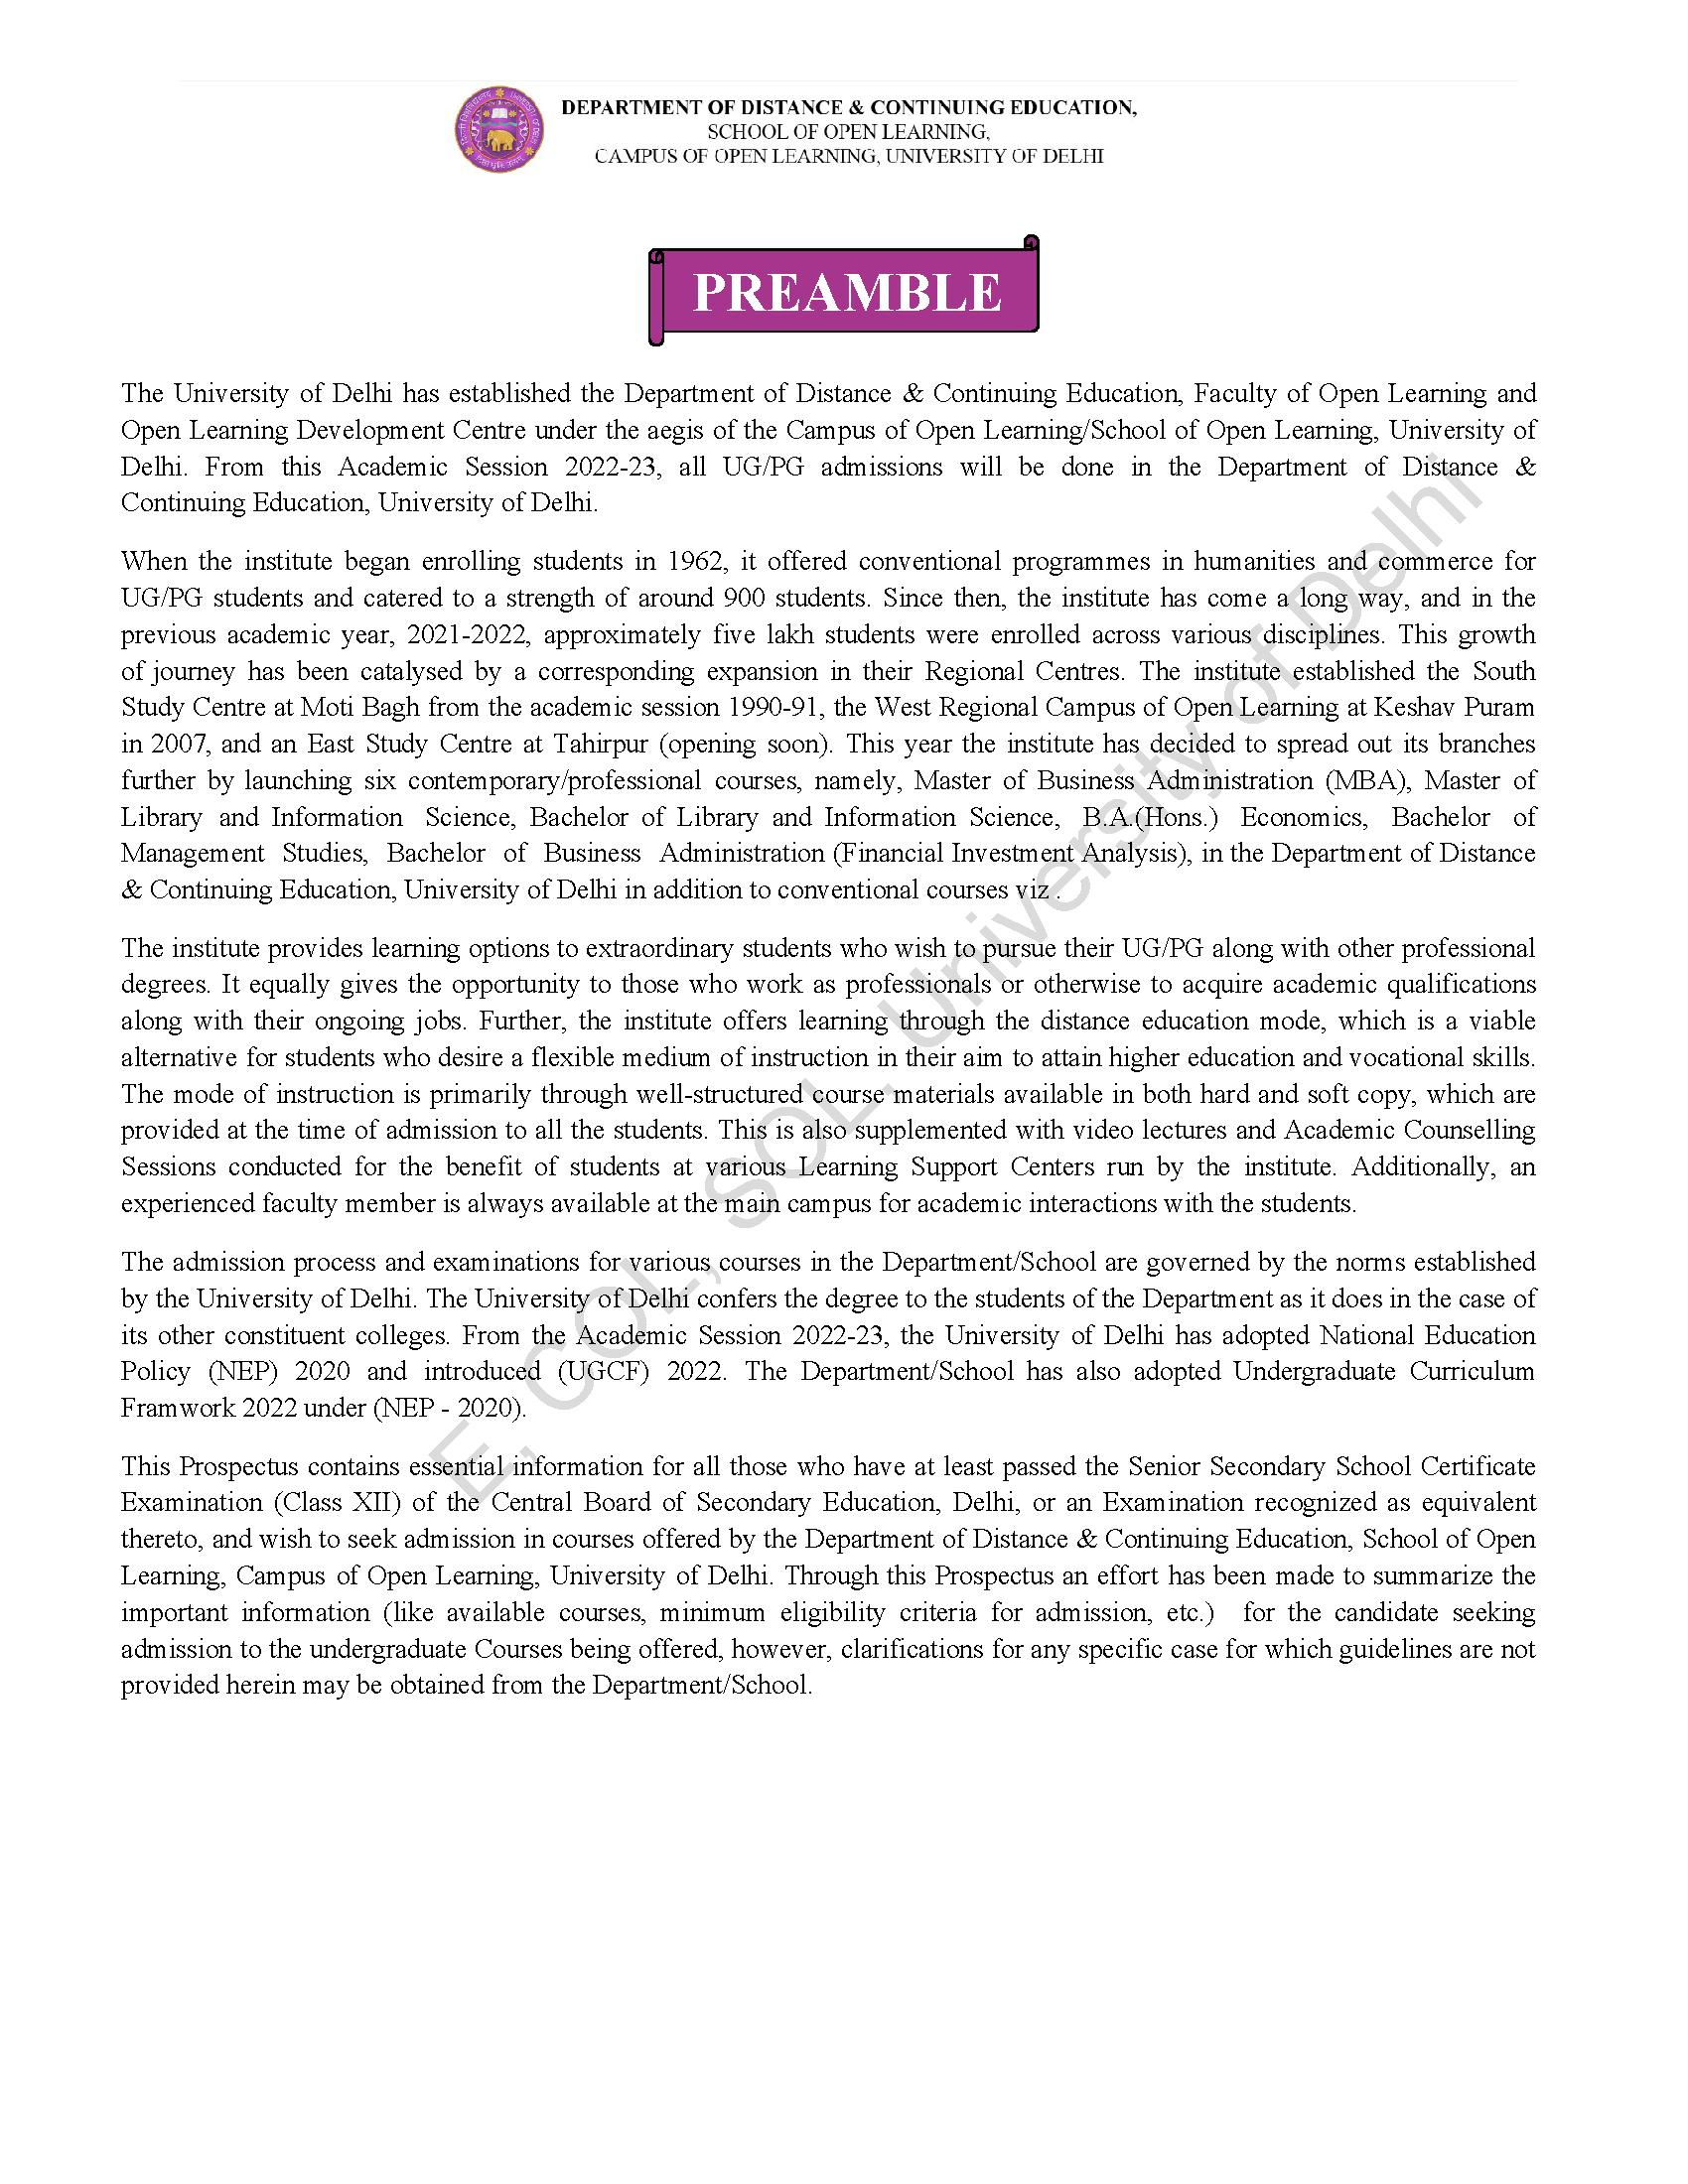 DEPARTMENT OF DISTANCE & CONTINUING EDUCATION,
SCHOOL OF OPEN LEARNING,
CAMPUS OF OPEN LEARNING, UNIVERSITY OF DELHI
PREAMBLE
The University of Delhi has established the Department of Distance & Continuing Education, Faculty of Open Learning and
Open Learning Development Centre under the aegis of the Campus of Open Learning/School of Open Learning, University of
Delhi. From this Academic Session 2022-23, all UG/PG admissions will be done in the Department of Distance &
Continuing Education, University of Delhi.
When the institute began enrolling students in 1962, it offered conventional programmes in humanities and commerce for
UG/PG students and catered to a strength of around 900 students. Since then, the institute has come a long way, and in the
previous academic year, 2021-2022, approximately five lakh students were enrolled across various disciplines. This growth
of journey has been catalysed by a corresponding expansion in their Regional Centres. The institute established the South
Study Centre at Moti Bagh from the academic session 1990-91, the West Regional Campus of Open Learning at Keshav Puram
in 2007, and an East Study Centre at Tahirpur (opening soon). This year the institute has decided to spread out its branches
further by launching six contemporary/professional courses, namely, Master of Business Administration (MBA), Master of
Library and Information Science, Bachelor of Library and Information Science, B.A.(Hons.) Economics, Bachelor of
Management Studies, Bachelor of Business Administration (Financial Investment Analysis), in the Department of Distance
& Continuing Education, University of Delhi in addition to conventional courses viz .
The institute provides learning options to extraordinary students who wish to pursue their UG/PG along with other professional
degrees. It equally gives the opportunity to those who work as professionals or otherwise to acquire academic qualifications
along with their ongoing jobs. Further, the institute offers learning through the distance education mode, which is a viable
alternative for students who desire a flexible medium of instruction in their aim to attain higher education and vocational skills.
The mode of instruction is primarily through well-structured course materials available in both hard and soft copy, which are
provided at the time of admission to all the students. This is also supplemented with video lectures and Academic Counselling
Sessions conducted for the benefit of students at various Learning Support Centers run by the institute. Additionally, an
experienced faculty member is always available at the main campus for academic interactions with the students.
The admission process and examinations for various courses in the Department/School are governed by the norms established
by the University of Delhi. The University of Delhi confers the degree to the students of the Department as it does in the case of
its other constituent colleges. From the Academic Session 2022-23, the University of Delhi has adopted National Education
Policy (NEP) 2020 and introduced (UGCF) 2022. The Department/School has also adopted Undergraduate Curriculum
Framwork 2022 under (NEP - 2020).
This Prospectus contains essential information for all those who have at least passed the Senior Secondary School Certificate
Examination (Class XII) of the Central Board of Secondary Education, Delhi, or an Examination recognized as equivalent
thereto, and wish to seek admission in courses offered by the Department of Distance & Continuing Education, School of Open
Learning, Campus of Open Learning, University of Delhi. Through this Prospectus an effort has been made to summarize the
important information (like available courses, minimum eligibility criteria for admission, etc.) for the candidate seeking
admission to the undergraduate Courses being offered, however, clarifications for any specific case for which guidelines are not
provided herein may be obtained from the Department/School.
E, COL, SOL, University of Delhi